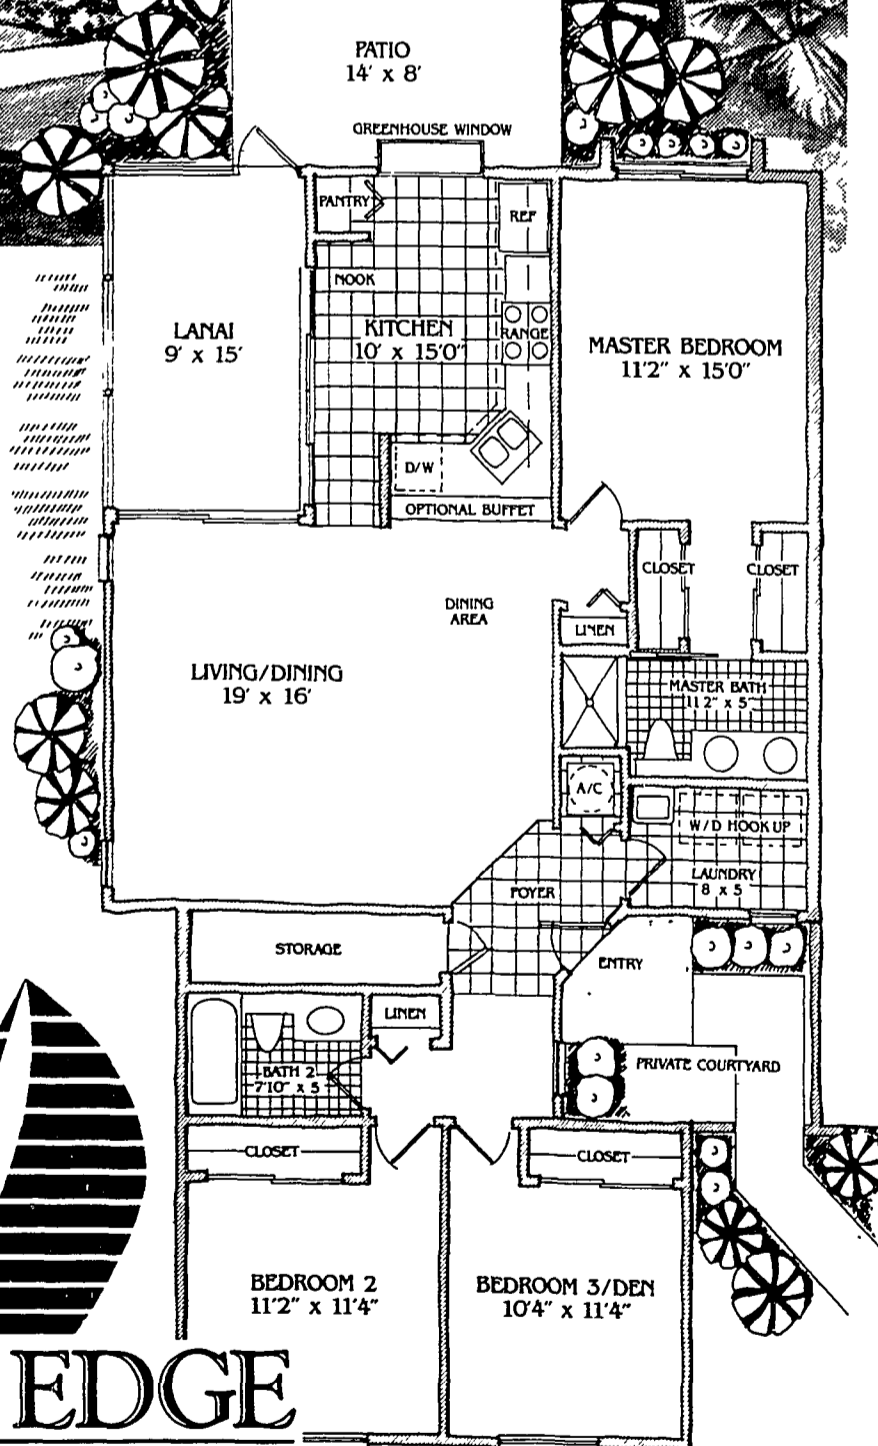 PATIO
14' x 8'
GREENHOUSE WINDOW
PANTRY
REF
NOOK
LANAI
9' x 15'
KITCHEN
10' x 15'0"
RANGE
MASTER BEDROOM
11'2" x 15'0"
D/W
OPTIONAL BUFFET
CLOSET
CLOSET
DINING
AREA
LINEN
LIVING/DINING
19' x 16'
MASTER BATH
11'2" x 5'
A/C
W/D HOOK UP
LAUNDRY
8 x 5
FOYER
STORAGE
ENTRY
LINEN
BATH 2
7'10" x 5
PRIVATE COURTYARD
CLOSET
CLOSET
BEDROOM 2
11'2" x 11'4"
BEDROOM 3/DEN
10'4" x 11'4"
EDGE